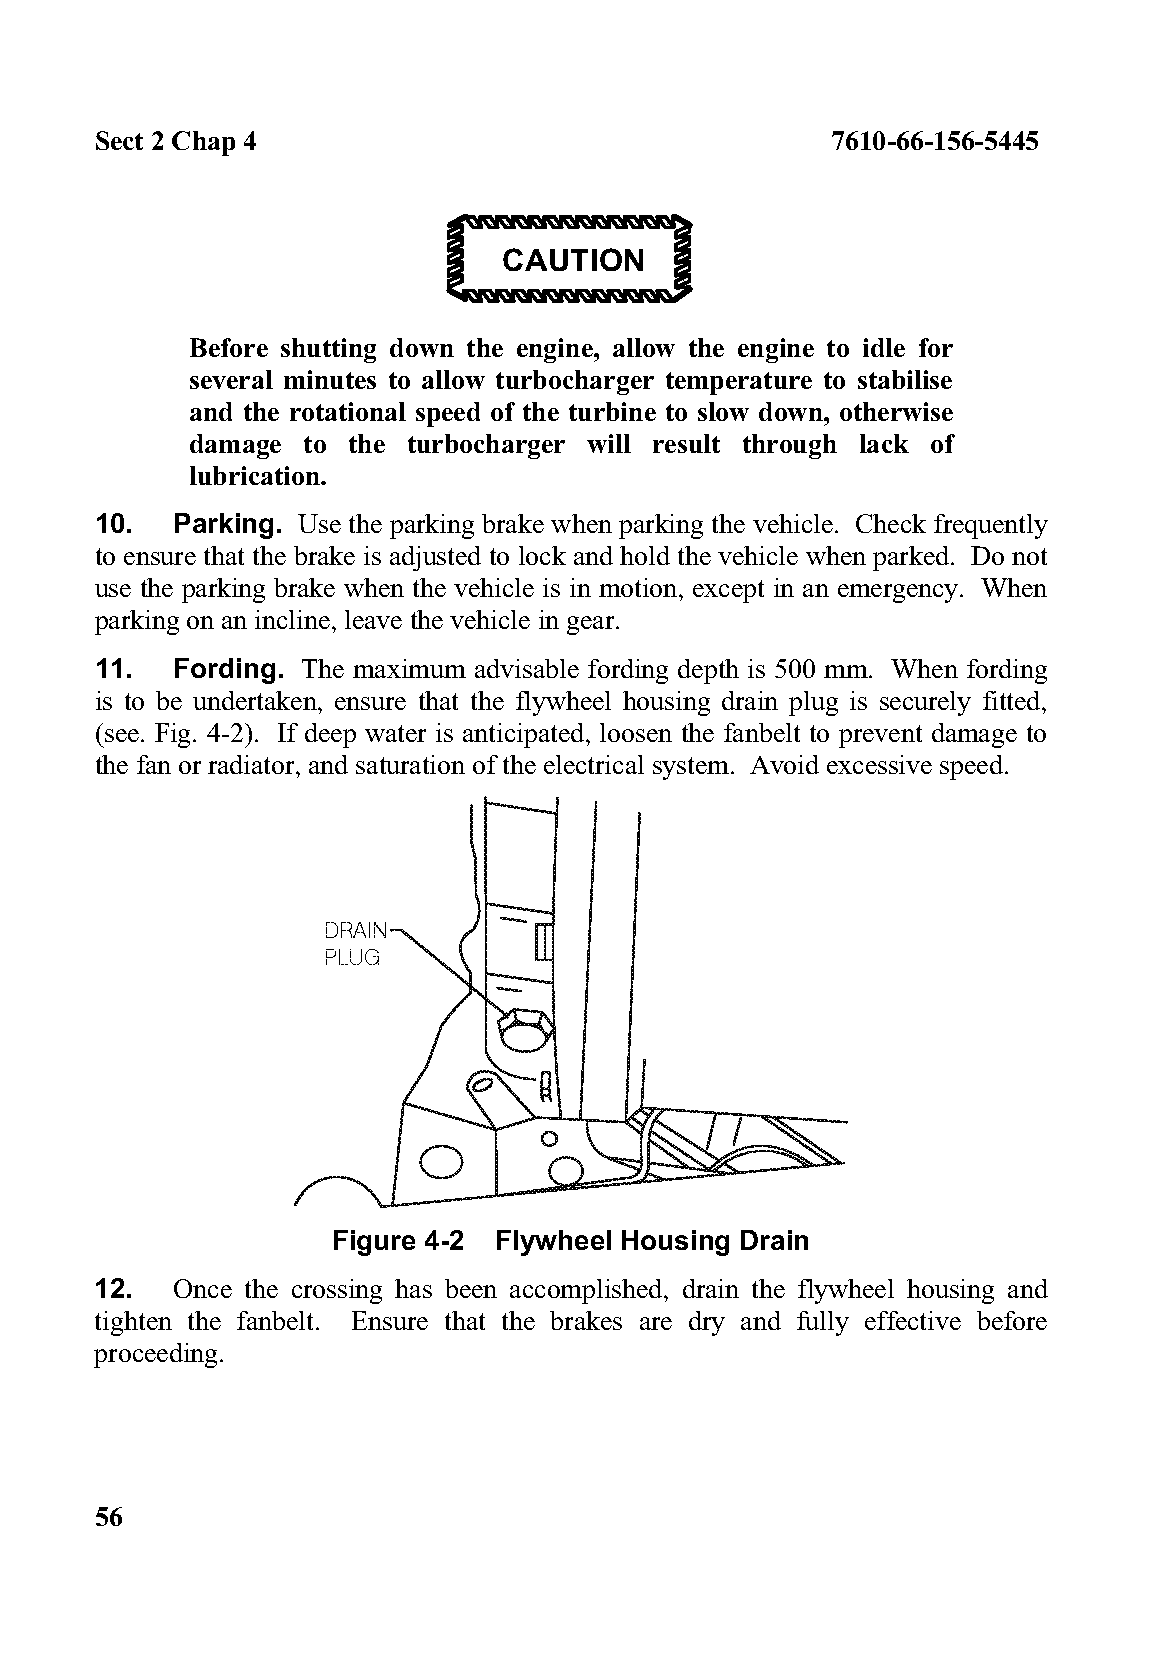 Sect 2 Chap 4 7610-66-156-5445
CAUTION
Before shutting down the engine, allow the engine to idle for
several minutes to allow turbocharger temperature to stabilise
and the rotational speed of the turbine to slow down, otherwise
damage to the turbocharger will result through lack of
lubrication.
10. Parking. Use the parking brake when parking the vehicle. Check frequently
to ensure that the brake is adjusted to lock and hold the vehicle when parked. Do not
use the parking brake when the vehicle is in motion, except in an emergency. When
parking on an incline, leave the vehicle in gear.
11. Fording. The maximum advisable fording depth is 500 mm. When fording
is to be undertaken, ensure that the flywheel housing drain plug is securely fitted,
(see. Fig. 4-2). If deep water is anticipated, loosen the fanbelt to prevent damage to
the fan or radiator, and saturation of the electrical system. Avoid excessive speed.
DRAIN
PLUG
Figure 4-2 Flywheel Housing Drain
12. Once the crossing has been accomplished, drain the flywheel housing and
tighten the fanbelt. Ensure that the brakes are dry and fully effective before
proceeding.
56